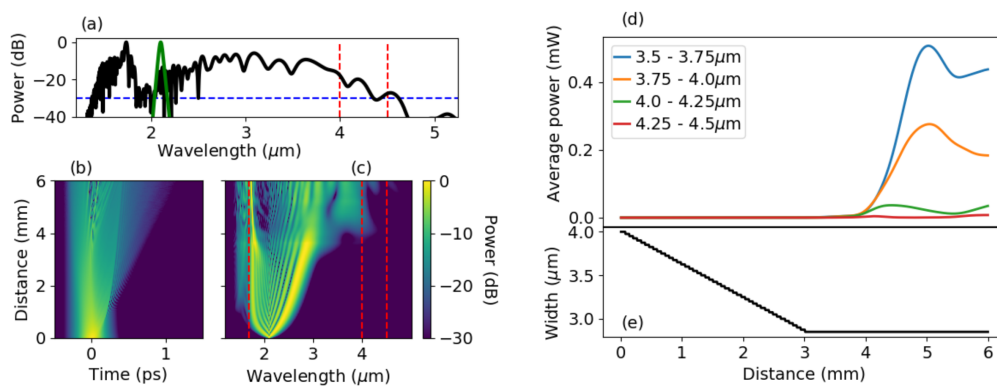 (a)
Power (dB)
0
−20
−40
2
3
4
5
Wavelength (μm)
(b)
(c)
Distance (mm)
6
4
2
0
0
1
Time (ps)
2
3
4
Wavelength (μm)
0
−10
−20
−30
Power (dB)
(d)
Average power (mW)
0.4
0.2
0.0
3.5 - 3.75μm
3.75 - 4.0μm
4.0 - 4.25μm
4.25 - 4.5μm
Width (μm)
4.0
3.5
3.0
(e)
0
1
2
3
4
5
6
Distance (mm)